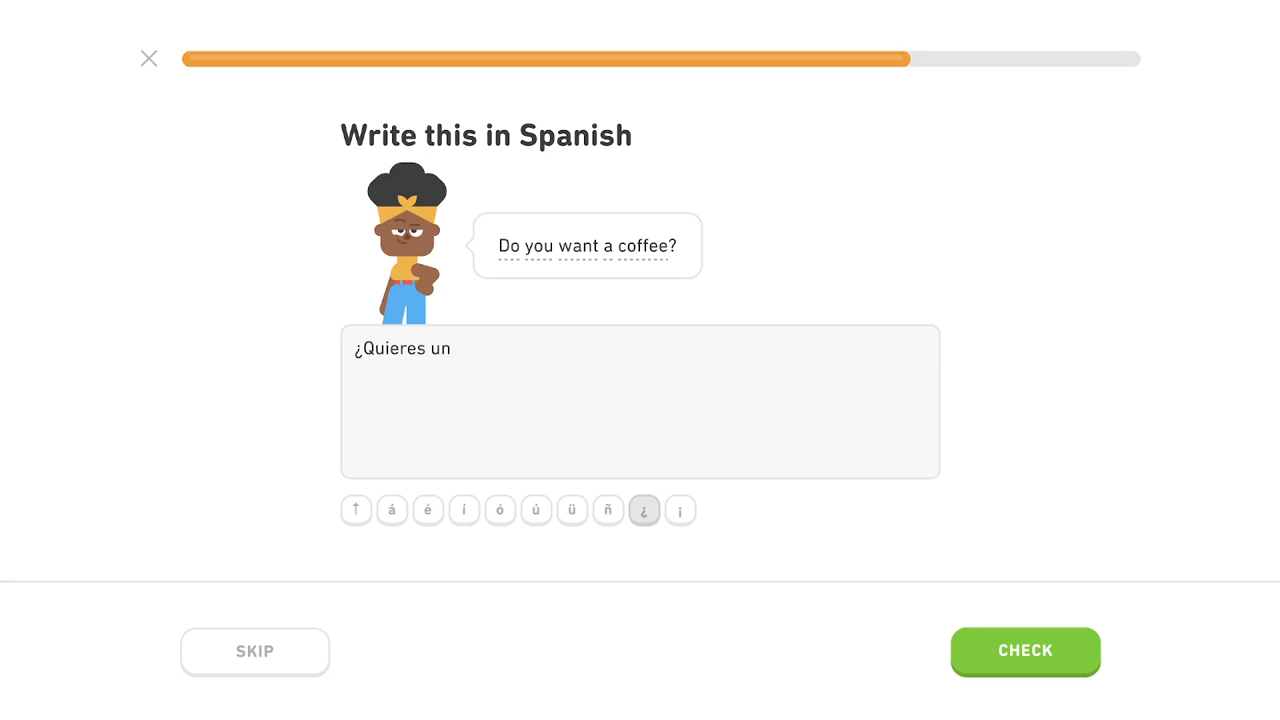 Write this in Spanish
Do you want a coffee?
¿Quieres un
↑ á é í ó ú ü ñ ¿ ¡
SKIP
CHECK